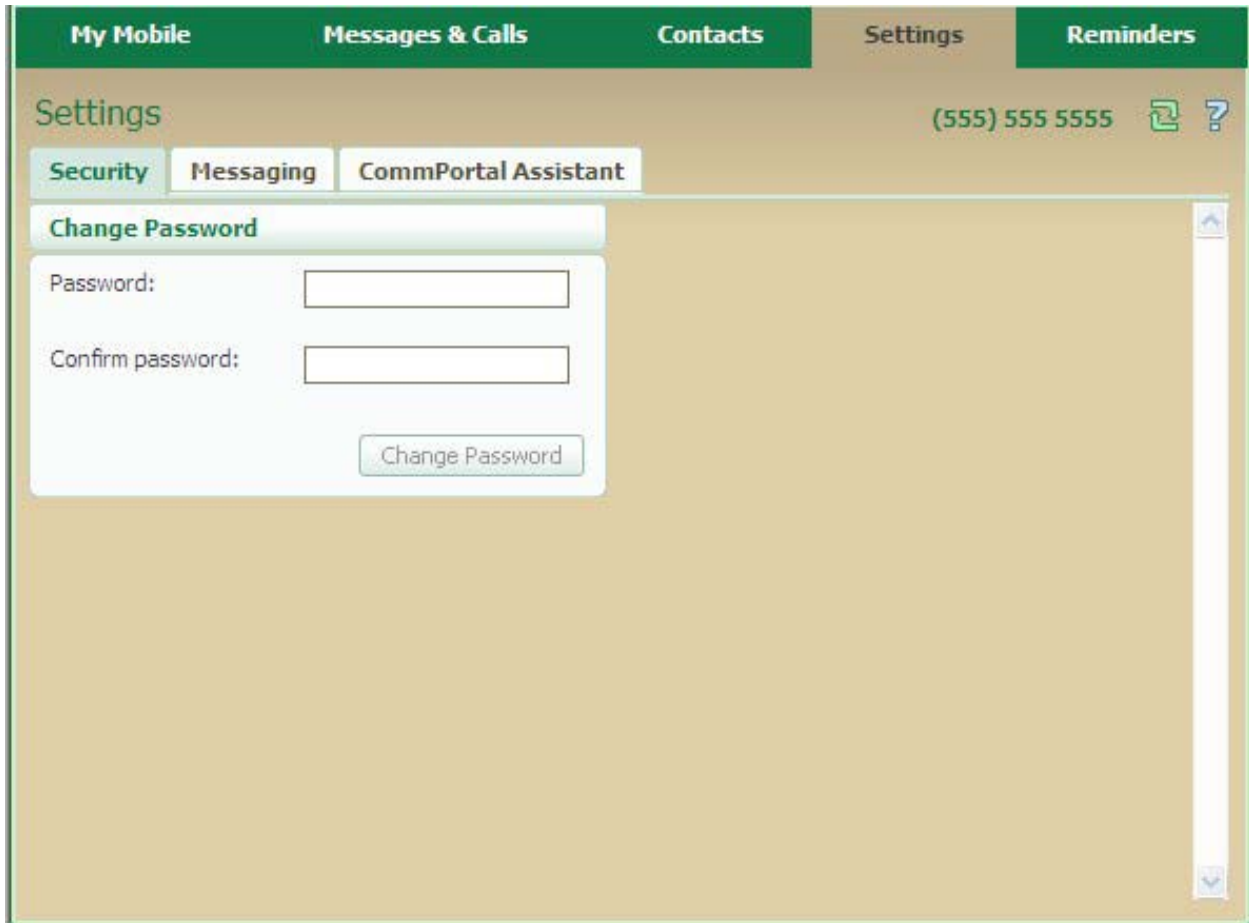 My Mobile Messages & Calls Contacts Settings Reminders
Settings (555) 555 5555 ?
Security Messaging CommPortal Assistant
Change Password
Password:
Confirm password:
Change Password